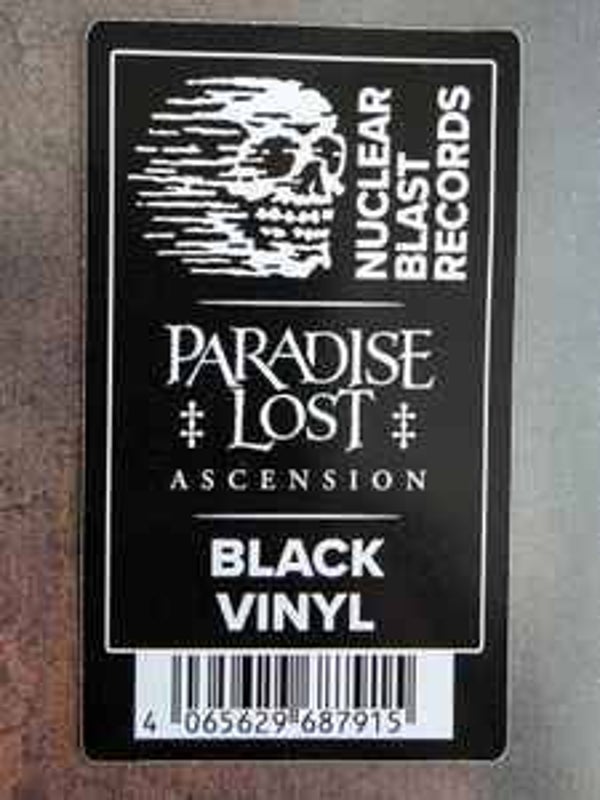 NUCLEAR
BLAST
RECORDS
PARADISE
‡ LOST ‡
ASCENSION
BLACK
VINYL
4 065629 687915